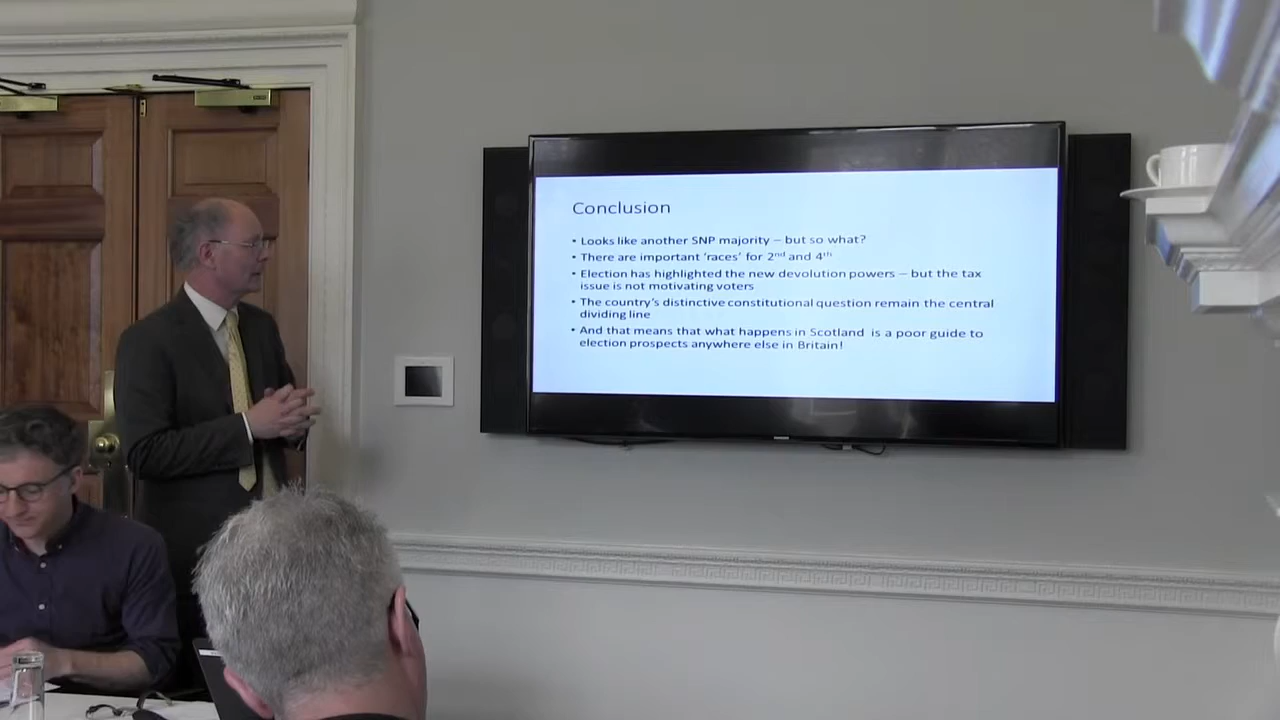 Conclusion
• Looks like another SNP majority – but so what?
• There are important ‘races’ for 2nd and 4th
• Election has highlighted the new devolution powers – but the tax
issue is not motivating voters
• The country’s distinctive constitutional question remain the central
dividing line
• And that means that what happens in Scotland is a poor guide to
election prospects anywhere else in Britain!